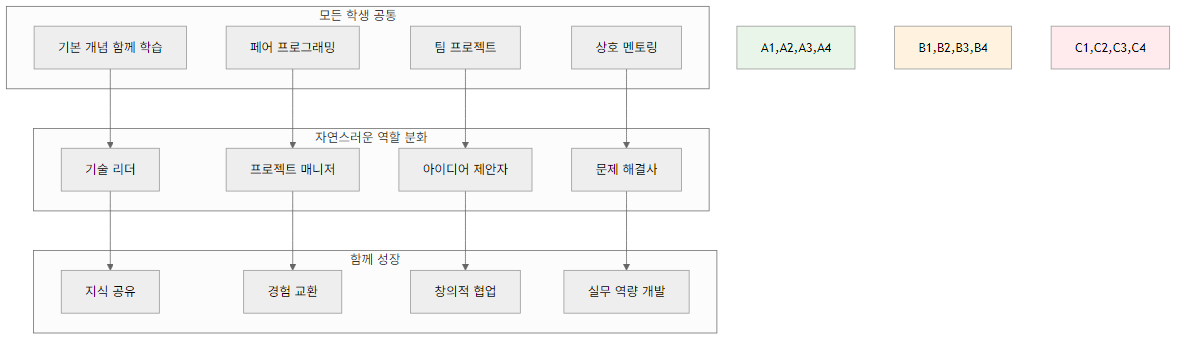 모든 학생 공통
기본 개념 함께 학습
페어 프로그래밍
팀 프로젝트
상호 멘토링
A1,A2,A3,A4
B1,B2,B3,B4
C1,C2,C3,C4
자연스러운 역할 분화
기술 리더
프로젝트 매니저
아이디어 제안자
문제 해결사
함께 성장
지식 공유
경험 교환
창의적 협업
실무 역량 개발